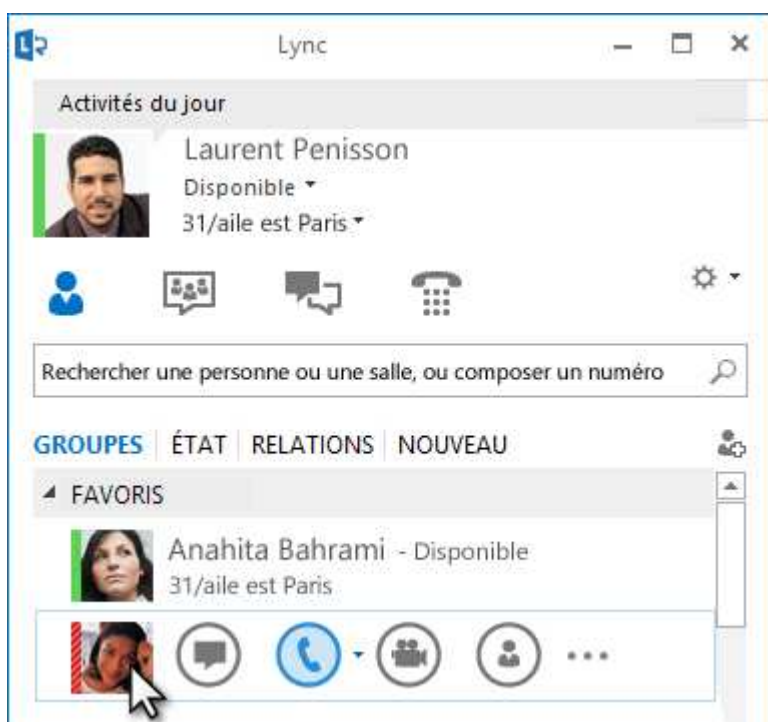 Lync
Activités du jour
Laurent Penisson
Disponible
31/aile est Paris
Rechercher une personne ou une salle, ou composer un numéro
GROUPES ÉTAT RELATIONS NOUVEAU
FAVORIS
Anahita Bahrami - Disponible
31/aile est Paris